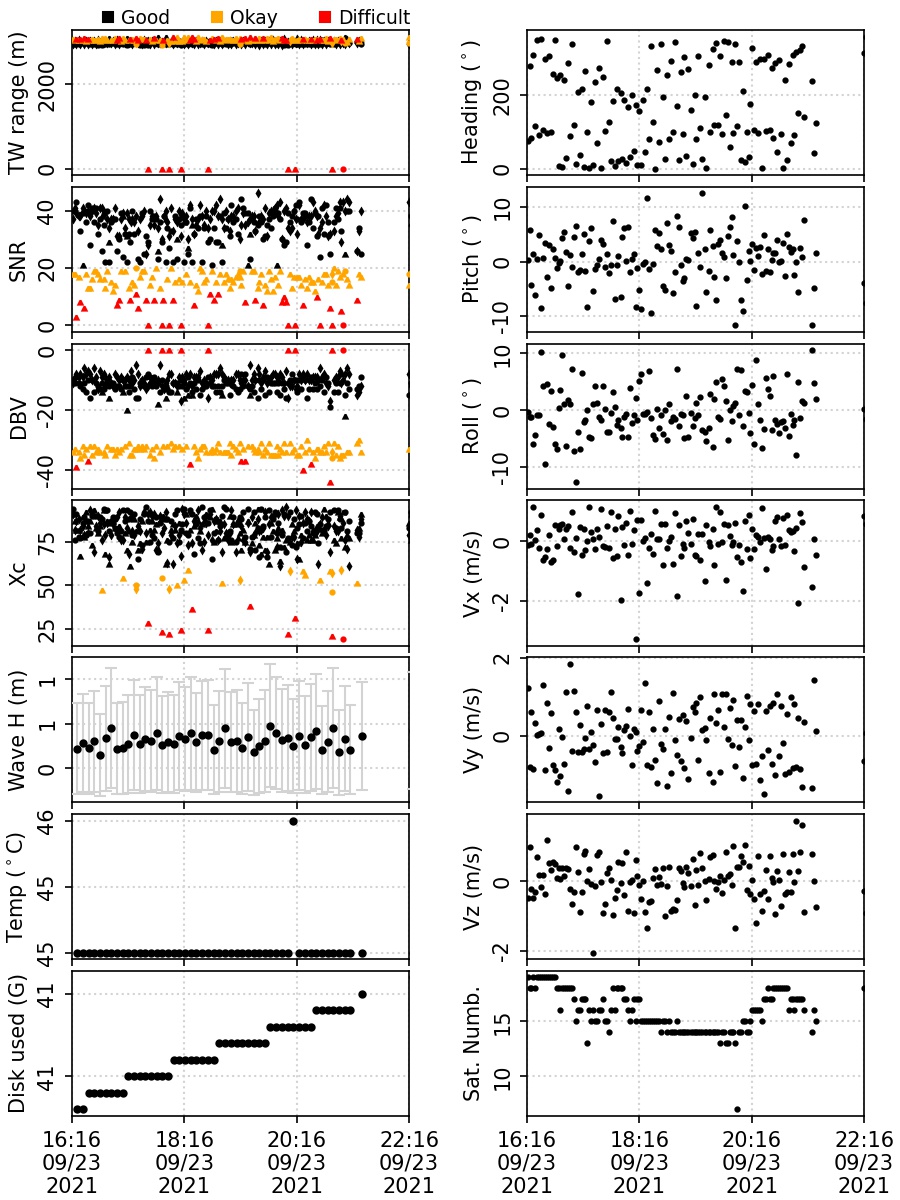 Good Okay Difficult
TW range (m)
2000
0
Heading (°)
200
0
SNR
40
20
0
Pitch (°)
10
0
-10
DBV
0
-20
-40
Roll (°)
10
0
-10
Xc
75
50
25
Vx (m/s)
0
-2
Wave H (m)
1
1
0
Vy (m/s)
2
0
Temp (°C)
46
45
45
Vz (m/s)
0
-2
Disk used (G)
41
41
Sat. Numb.
15
10
16:16 18:16 20:16 22:16 16:16 18:16 20:16 22:16
09/23 09/23 09/23 09/23 09/23 09/23 09/23 09/23
2021 2021 2021 2021 2021 2021 2021 2021